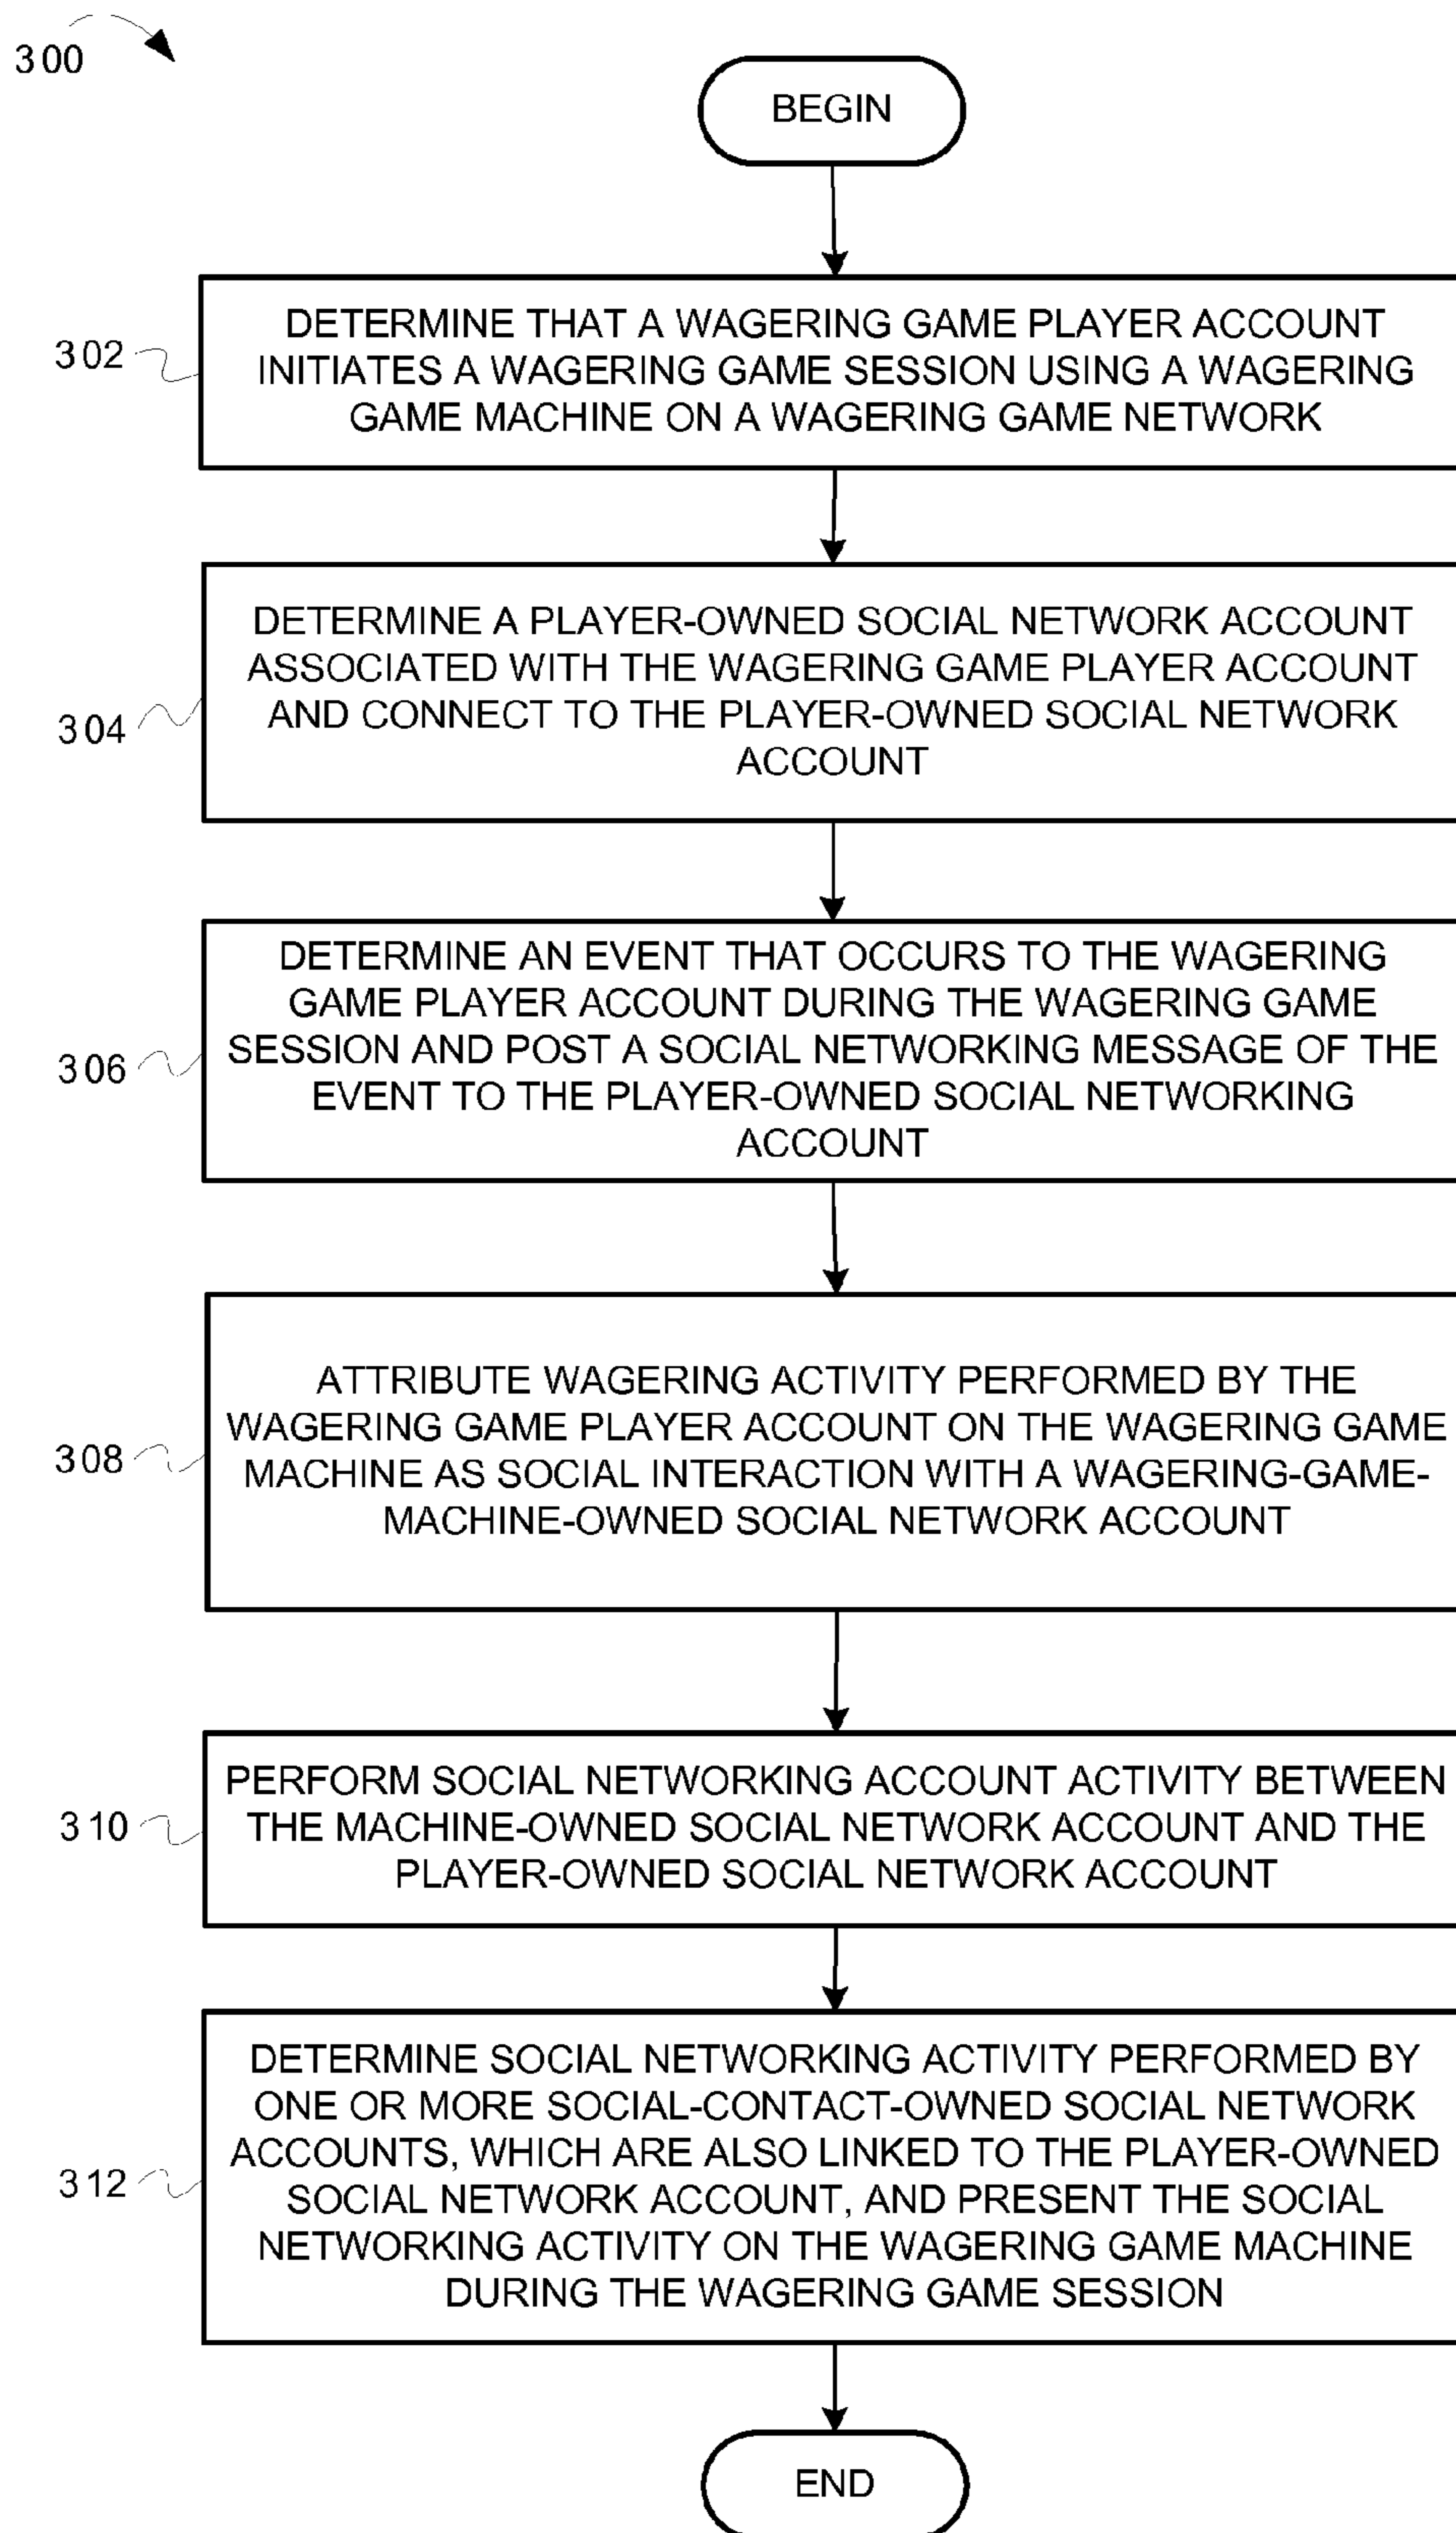 300
BEGIN
302
DETERMINE THAT A WAGERING GAME PLAYER ACCOUNT
INITIATES A WAGERING GAME SESSION USING A WAGERING
GAME MACHINE ON A WAGERING GAME NETWORK
304
DETERMINE A PLAYER-OWNED SOCIAL NETWORK ACCOUNT
ASSOCIATED WITH THE WAGERING GAME PLAYER ACCOUNT
AND CONNECT TO THE PLAYER-OWNED SOCIAL NETWORK
ACCOUNT
306
DETERMINE AN EVENT THAT OCCURS TO THE WAGERING
GAME PLAYER ACCOUNT DURING THE WAGERING GAME
SESSION AND POST A SOCIAL NETWORKING MESSAGE OF THE
EVENT TO THE PLAYER-OWNED SOCIAL NETWORKING
ACCOUNT
308
ATTRIBUTE WAGERING ACTIVITY PERFORMED BY THE
WAGERING GAME PLAYER ACCOUNT ON THE WAGERING GAME
MACHINE AS SOCIAL INTERACTION WITH A WAGERING-GAME-
MACHINE-OWNED SOCIAL NETWORK ACCOUNT
310
PERFORM SOCIAL NETWORKING ACCOUNT ACTIVITY BETWEEN
THE MACHINE-OWNED SOCIAL NETWORK ACCOUNT AND THE
PLAYER-OWNED SOCIAL NETWORK ACCOUNT
312
DETERMINE SOCIAL NETWORKING ACTIVITY PERFORMED BY
ONE OR MORE SOCIAL-CONTACT-OWNED SOCIAL NETWORK
ACCOUNTS, WHICH ARE ALSO LINKED TO THE PLAYER-OWNED
SOCIAL NETWORK ACCOUNT, AND PRESENT THE SOCIAL
NETWORKING ACTIVITY ON THE WAGERING GAME MACHINE
DURING THE WAGERING GAME SESSION
END